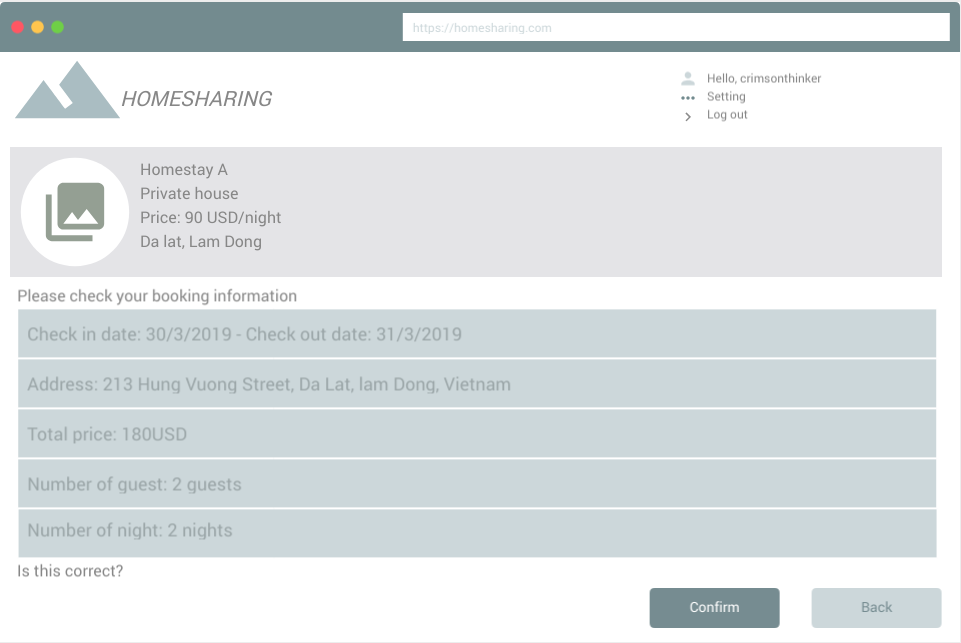 https://homesharing.com
HOMESHARING
Hello, crimsonthinker
Setting
Log out
Homestay A
Private house
Price: 90 USD/night
Da lat, Lam Dong
Please check your booking information
Check in date: 30/3/2019 - Check out date: 31/3/2019
Address: 213 Hung Vuong Street, Da Lat, lam Dong, Vietnam
Total price: 180USD
Number of guest: 2 guests
Number of night: 2 nights
Is this correct?
Confirm
Back